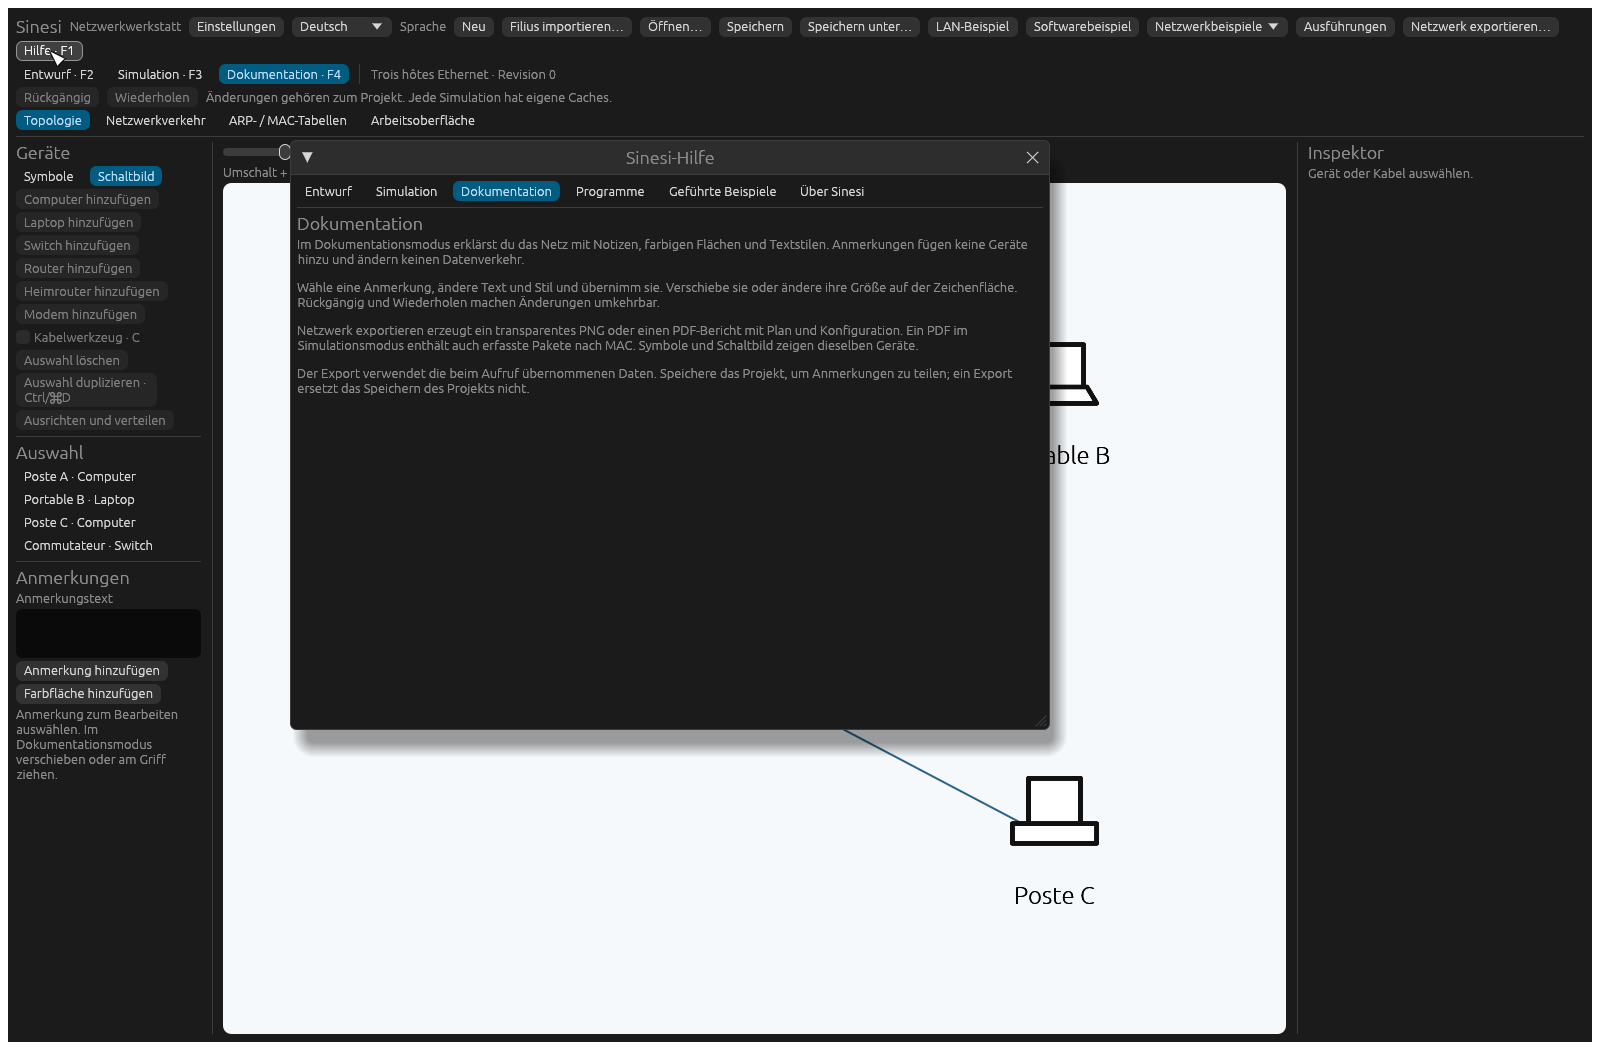 Sinesi Netzwerkwerkstatt Einstellungen Deutsch Sprache Neu Filius importieren… Öffnen… Speichern Speichern unter… LAN-Beispiel Softwarebeispiel Netzwerkbeispiele Ausführungen Netzwerk exportieren…
Hilfe · F1
Entwurf · F2 Simulation · F3 Dokumentation · F4 Trois hôtes Ethernet · Revision 0
Rückgängig Wiederholen Änderungen gehören zum Projekt. Jede Simulation hat eigene Caches.
Topologie Netzwerkverkehr ARP- / MAC-Tabellen Arbeitsoberfläche
Geräte
Symbole Schaltbild
Computer hinzufügen
Laptop hinzufügen
Switch hinzufügen
Router hinzufügen
Heimrouter hinzufügen
Modem hinzufügen
Kabelwerkzeug · C
Auswahl löschen
Auswahl duplizieren ·
Ctrl/⌘D
Ausrichten und verteilen
Auswahl
Poste A · Computer
Portable B · Laptop
Poste C · Computer
Commutateur · Switch
Anmerkungen
Anmerkungstext
Anmerkung hinzufügen
Farbfläche hinzufügen
Anmerkung zum Bearbeiten
auswählen. Im
Dokumentationsmodus
verschieben oder am Griff
ziehen.
Umschalt +
Sinesi-Hilfe
Entwurf Simulation Dokumentation Programme Geführte Beispiele Über Sinesi
Dokumentation
Im Dokumentationsmodus erklärst du das Netz mit Notizen, farbigen Flächen und Textstilen. Anmerkungen fügen keine Geräte
hinzu und ändern keinen Datenverkehr.
Wähle eine Anmerkung, ändere Text und Stil und übernimm sie. Verschiebe sie oder ändere ihre Größe auf der Zeichenfläche.
Rückgängig und Wiederholen machen Änderungen umkehrbar.
Netzwerk exportieren erzeugt ein transparentes PNG oder einen PDF-Bericht mit Plan und Konfiguration. Ein PDF im
Simulationsmodus enthält auch erfasste Pakete nach MAC. Symbole und Schaltbild zeigen dieselben Geräte.
Der Export verwendet die beim Aufruf übernommenen Daten. Speichere das Projekt, um Anmerkungen zu teilen; ein Export
ersetzt das Speichern des Projekts nicht.
able B
Poste C
Inspektor
Gerät oder Kabel auswählen.